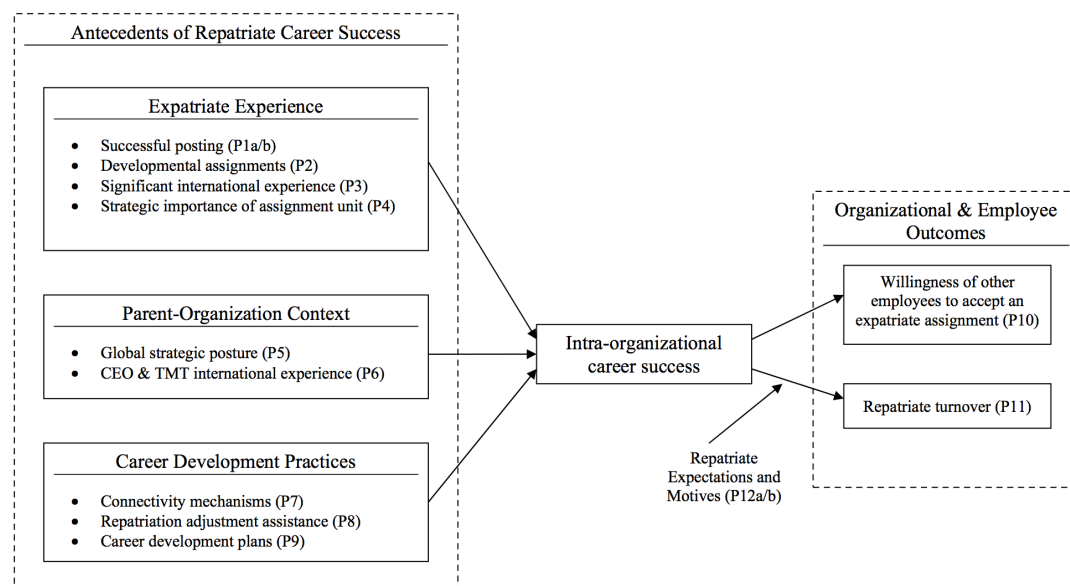 Antecedents of Repatriate Career Success
Expatriate Experience
• Successful posting (P1a/b)
• Developmental assignments (P2)
• Significant international experience (P3)
• Strategic importance of assignment unit (P4)
Parent-Organization Context
• Global strategic posture (P5)
• CEO & TMT international experience (P6)
Career Development Practices
• Connectivity mechanisms (P7)
• Repatriation adjustment assistance (P8)
• Career development plans (P9)
Intra-organizational
career success
Repatriate
Expectations and
Motives (P12a/b)
Organizational & Employee
Outcomes
Willingness of other
employees to accept an
expatriate assignment (P10)
Repatriate turnover (P11)